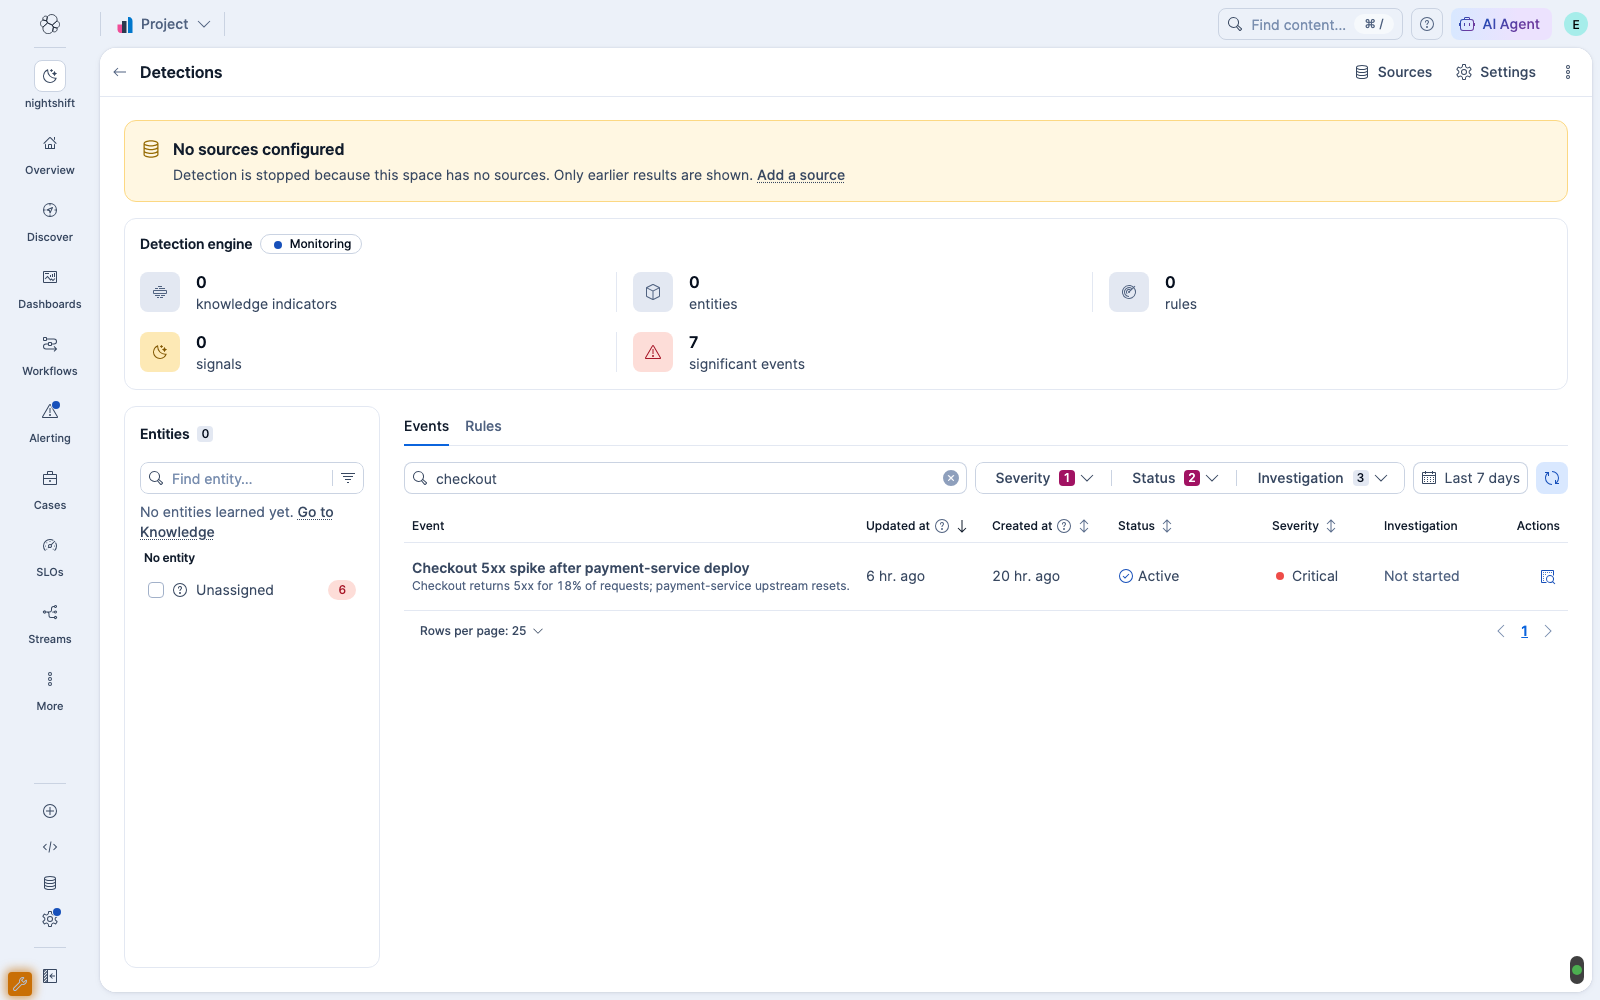 Project
Find content...
⌘ /
AI Agent
E
nightshift
Overview
Discover
Dashboards
Workflows
Alerting
Cases
SLOs
Streams
More
Detections
Sources
Settings
No sources configured
Detection is stopped because this space has no sources. Only earlier results are shown. Add a source
Detection engine
Monitoring
0
knowledge indicators
0
entities
0
rules
0
signals
7
significant events
Entities 0
Find entity...
No entities learned yet. Go to
Knowledge
No entity
Unassigned
6
Events
Rules
checkout
Severity 1
Status 2
Investigation 3
Last 7 days
Event
Updated at
Created at
Status
Severity
Investigation
Actions
Checkout 5xx spike after payment-service deploy
Checkout returns 5xx for 18% of requests; payment-service upstream resets.
6 hr. ago
20 hr. ago
Active
Critical
Not started
Rows per page: 25
1